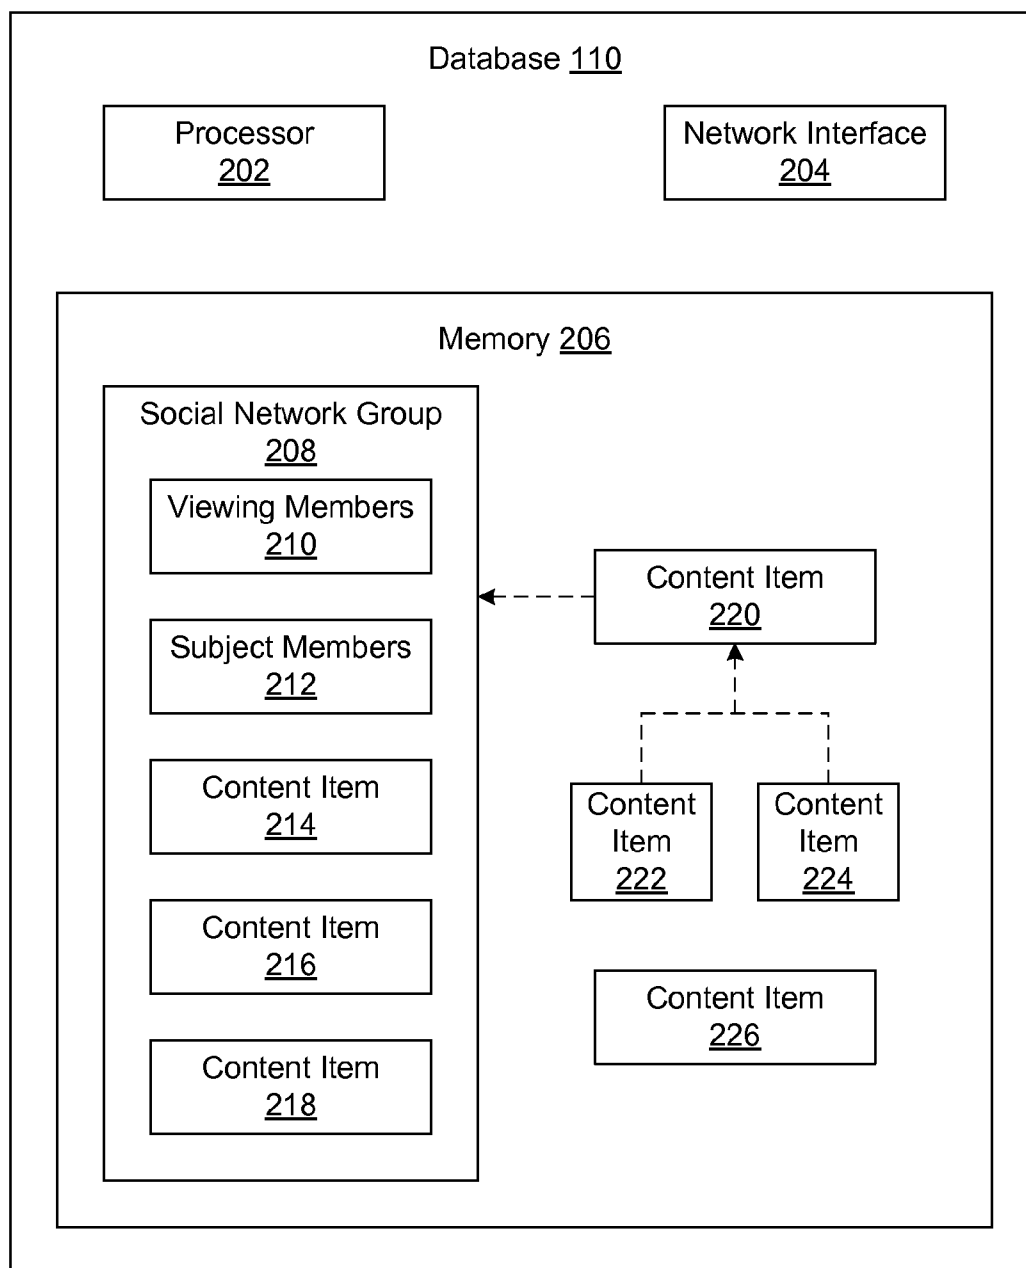 Database 110
Processor
202
Network Interface
204
Memory 206
Social Network Group
208
Viewing Members
210
Subject Members
212
Content Item
214
Content Item
216
Content Item
218
Content Item
220
Content
Item
222
Content
Item
224
Content Item
226